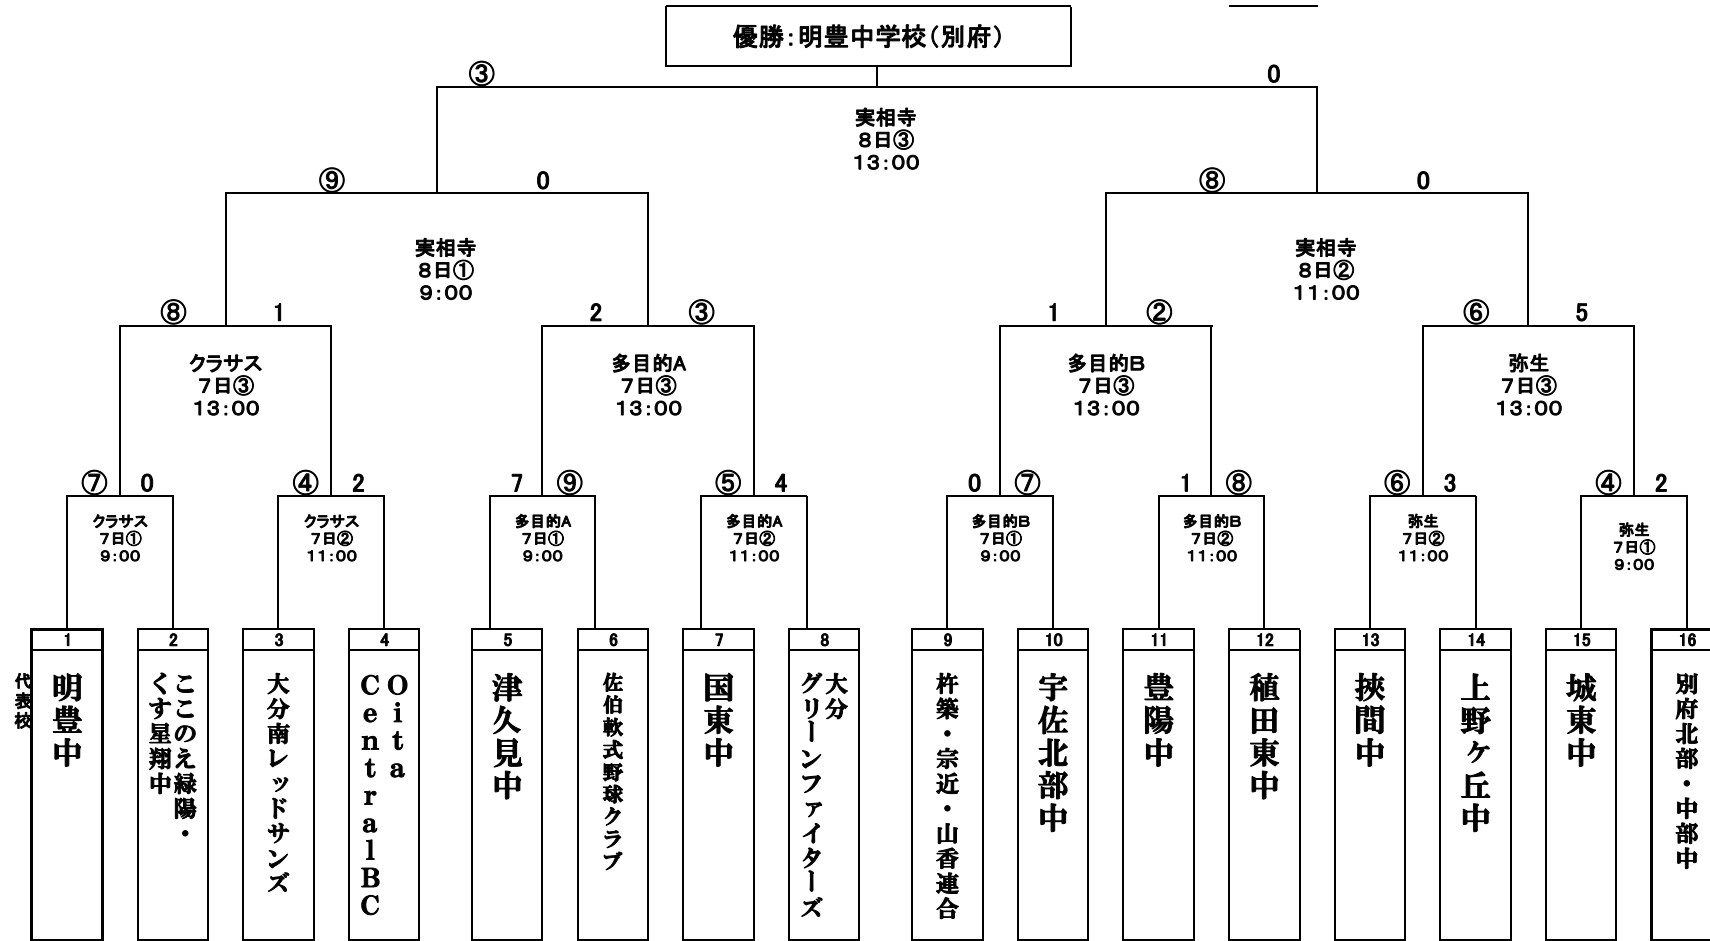 優勝：明豊中学校（別府）
③
0
実相寺
8日③
13：00
⑨
0
⑧
0
実相寺
8日①
9：00
実相寺
8日②
11：00
⑧
1
2
③
1
②
⑥
5
クラサス
7日③
13：00
多目的A
7日③
13：00
多目的B
7日③
13：00
弥生
7日③
13：00
⑦
0
④
2
7
⑨
⑤
4
0
⑦
1
⑧
⑥
3
④
2
クラサス
7日①
9：00
クラサス
7日②
11：00
多目的A
7日①
9：00
多目的A
7日②
11：00
多目的B
7日①
9：00
多目的B
7日②
11：00
弥生
7日②
11：00
弥生
7日①
9：00
代表校
1
明豊中
2
ここのえ緑陽・
くす星翔中
3
大分南レッドサンズ
4
Oita
CentralBC
5
津久見中
6
佐伯軟式野球クラブ
7
国東中
8
大分
グリーンファイターズ
9
杵築・宗近・山香連合
10
宇佐北部中
11
豊陽中
12
稙田東中
13
挾間中
14
上野ヶ丘中
15
城東中
16
別府北部・中部中